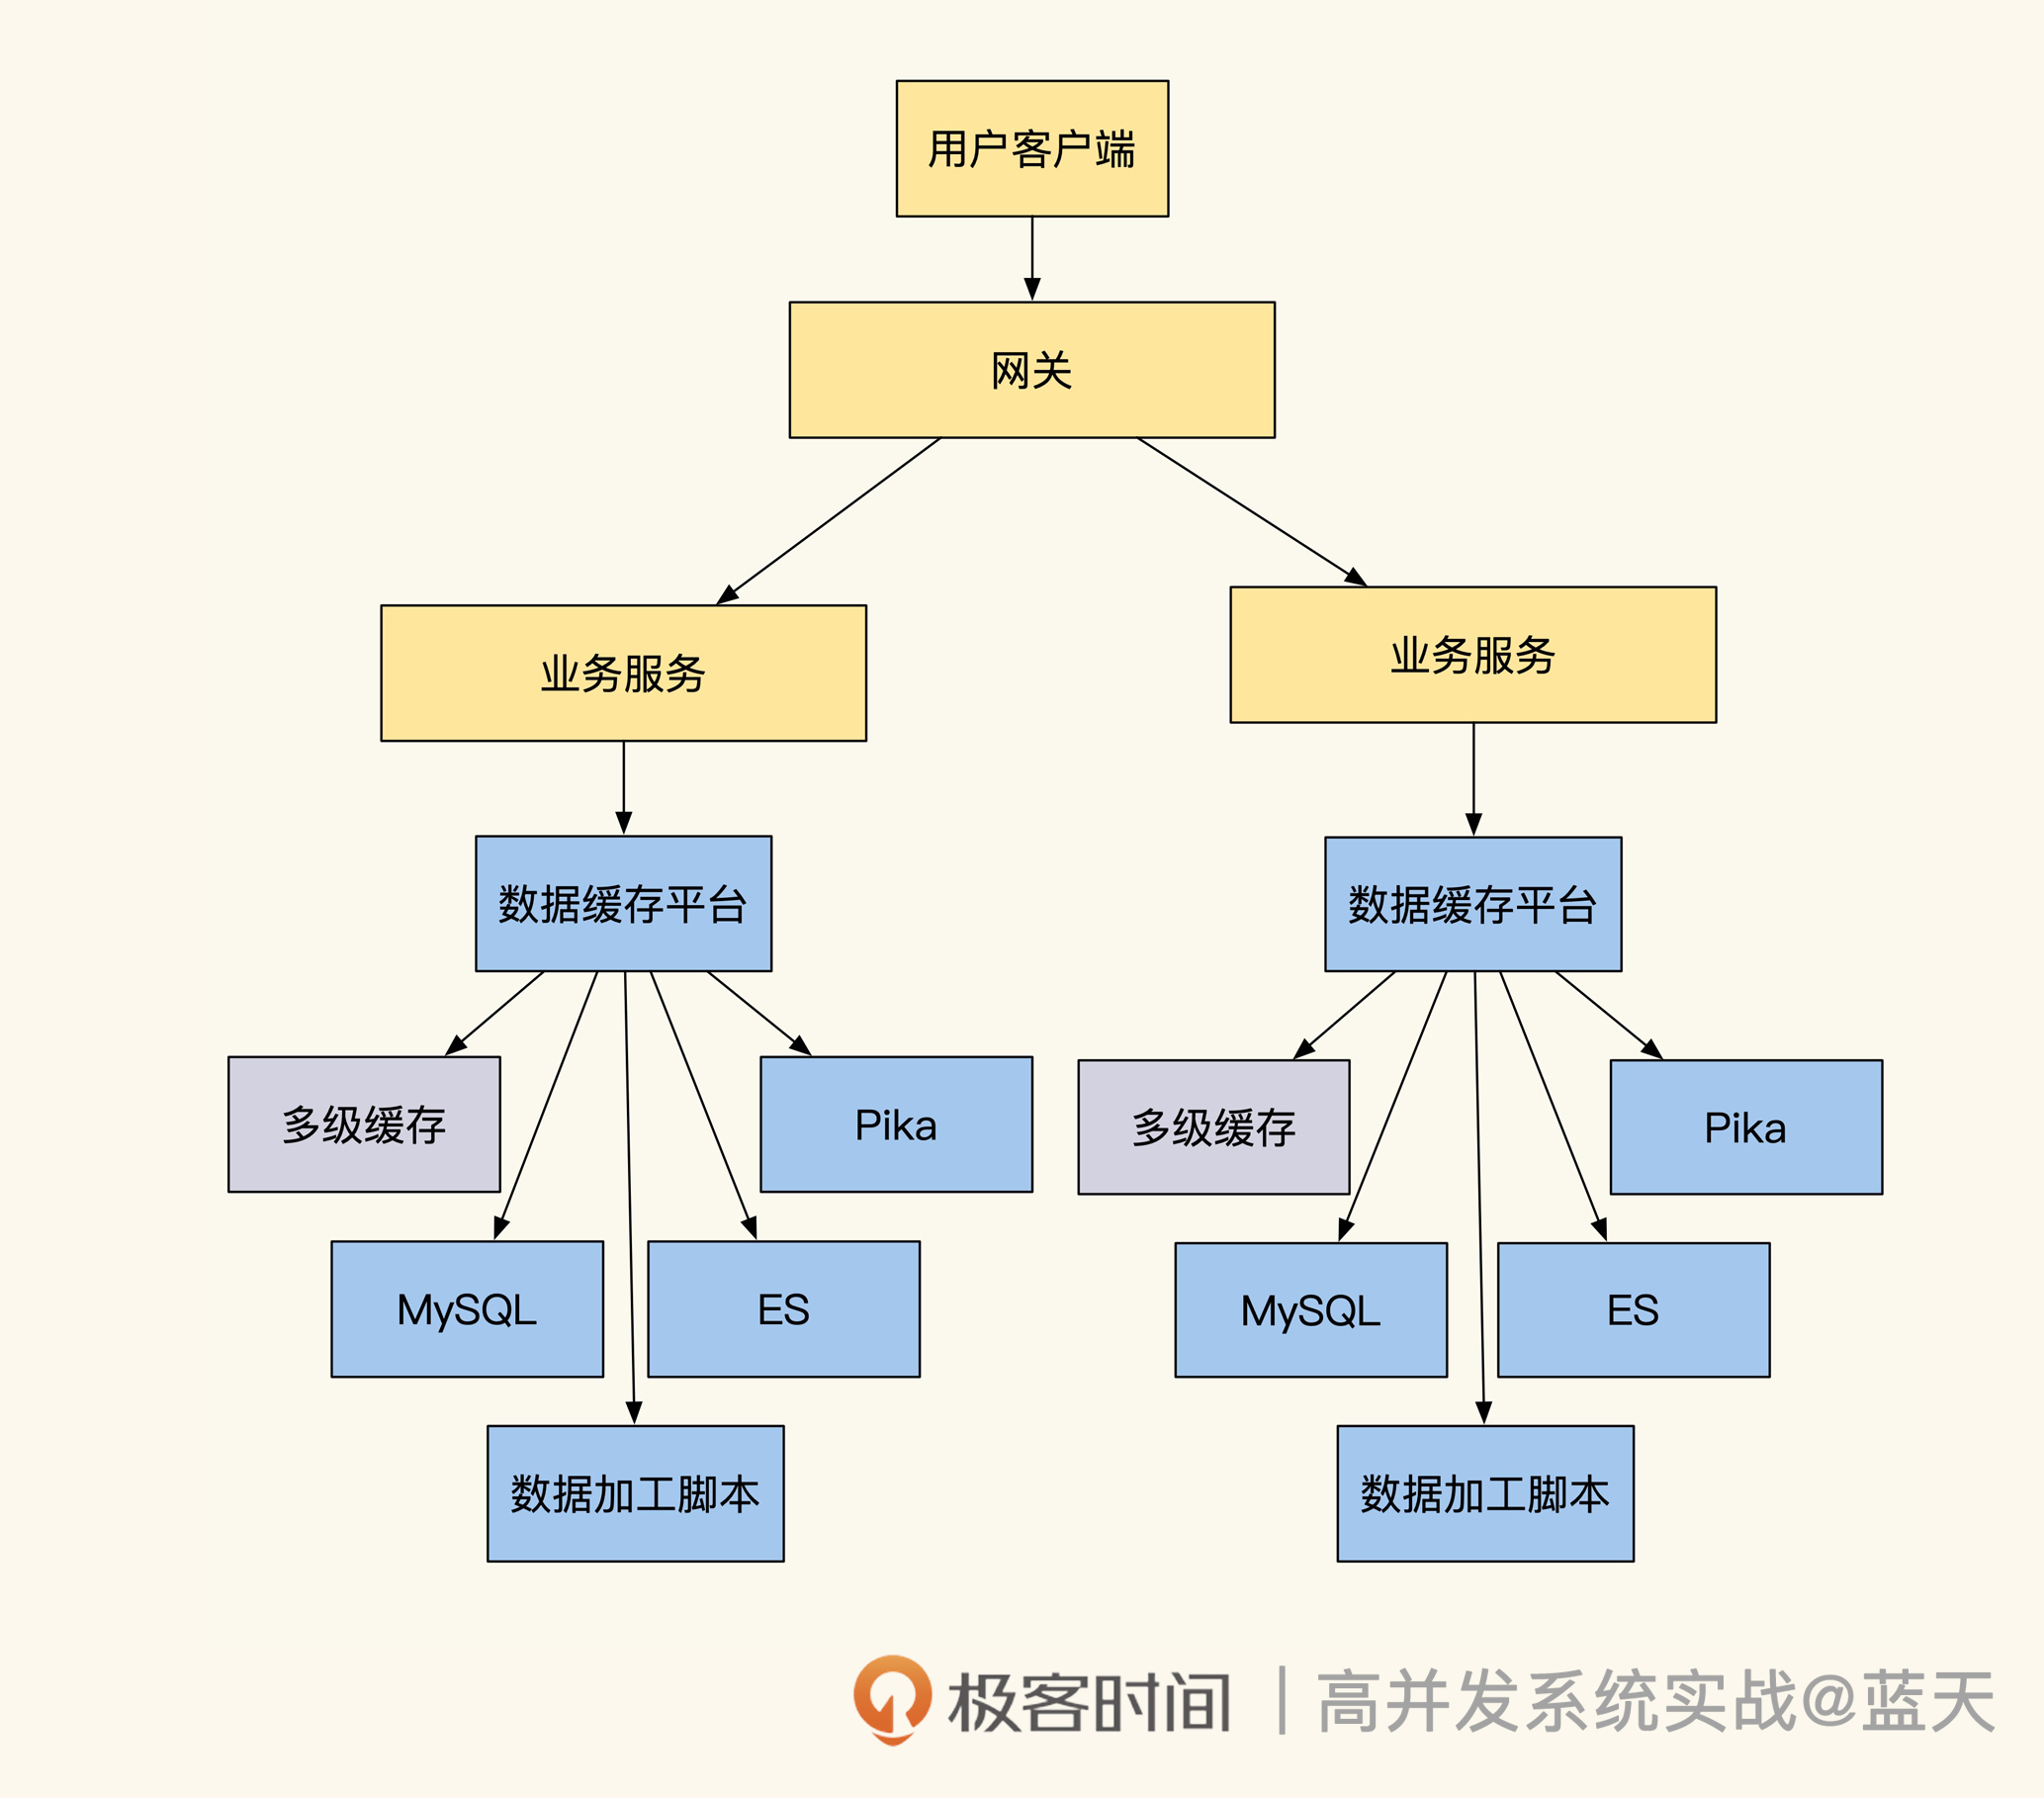 用户客户端
网关
业务服务
业务服务
数据缓存平台
数据缓存平台
多级缓存
Pika
多级缓存
Pika
MySQL
ES
MySQL
ES
数据加工脚本
数据加工脚本
极客时间 | 高并发系统实战@蓝天